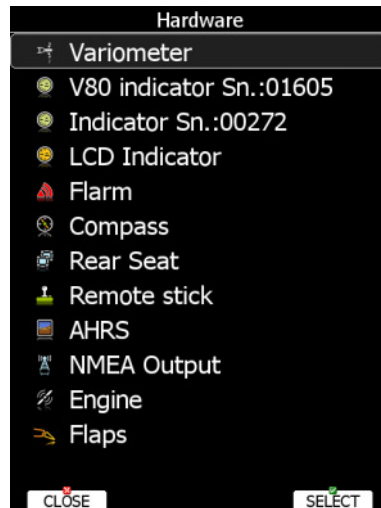 Hardware
Variometer
V80 indicator Sn.:01605
Indicator Sn.:00272
LCD Indicator
Flarm
Compass
Rear Seat
Remote stick
AHRS
NMEA Output
Engine
Flaps
CLOSE SELECT